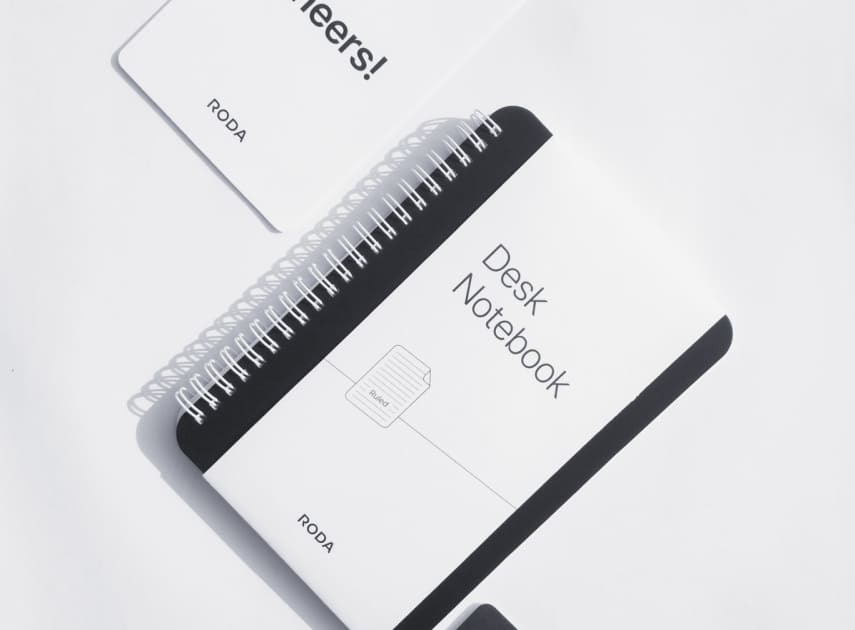 heers!
RODA
Desk
Notebook
Ruled
RODA